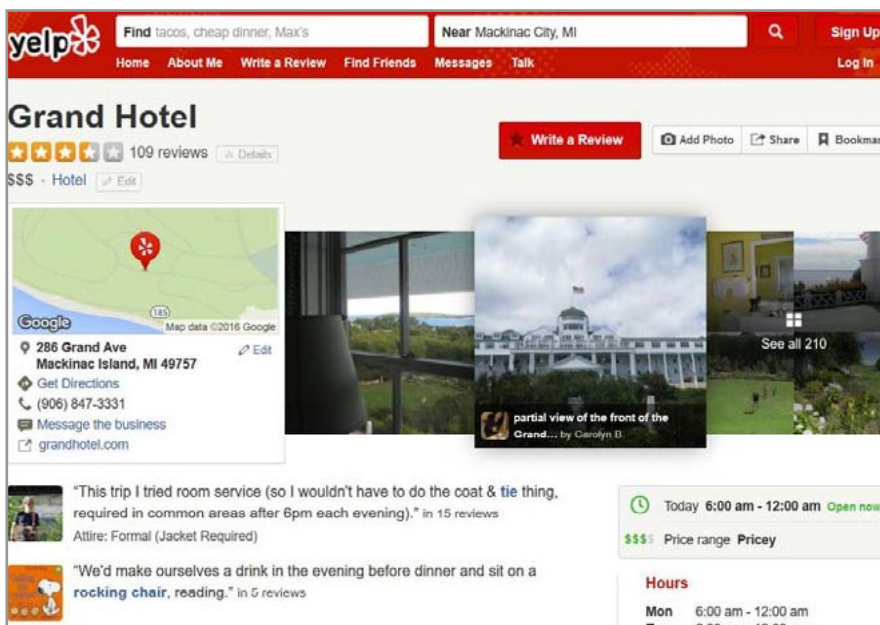 yelp
Find tacos, cheap dinner, Max's
Near Mackinac City, MI
Sign Up
Home About Me Write a Review Find Friends Messages Talk
Log In
Grand Hotel
109 reviews Details
Write a Review
Add Photo Share Bookmar
$$$ · Hotel Edit
185
Google
Map data ©2016 Google
286 Grand Ave Edit
Mackinac Island, MI 49757
Get Directions
(906) 847-3331
Message the business
grandhotel.com
See all 210
partial view of the front of the
Grand... by Carolyn B.
"This trip I tried room service (so I wouldn't have to do the coat & tie thing,
required in common areas after 6pm each evening)." in 15 reviews
Attire: Formal (Jacket Required)
"We'd make ourselves a drink in the evening before dinner and sit on a
rocking chair, reading." in 5 reviews
Today 6:00 am - 12:00 am Open now
$$$$ Price range Pricey
Hours
Mon 6:00 am - 12:00 am